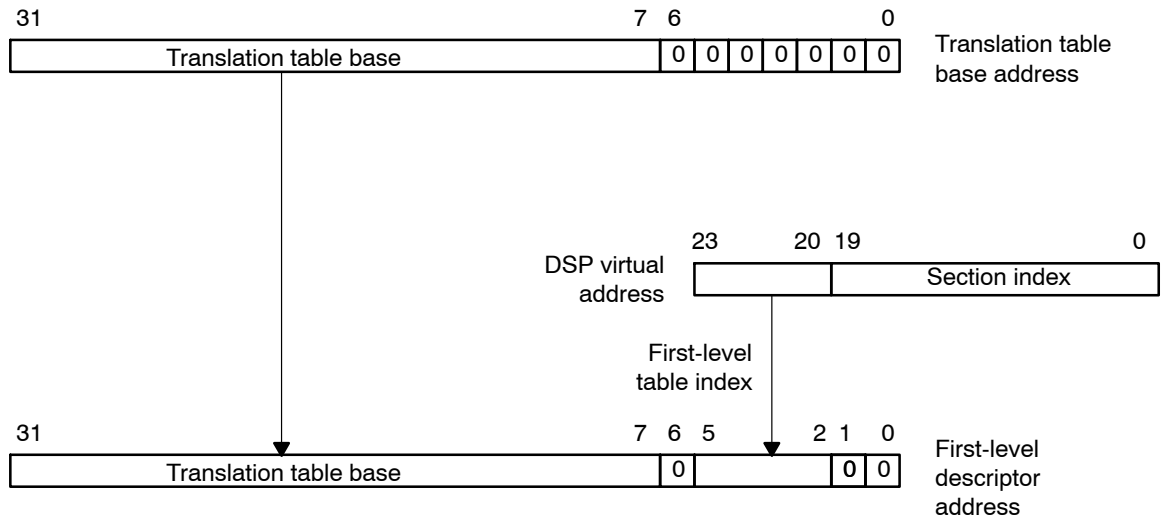 31 7 6 0
Translation table base 0 0 0 0 0 0 0
Translation table
base address
23 20 19 0
DSP virtual
address
Section index
First-level
table index
31 7 6 5 2 1 0
Translation table base 0 0 0
First-level
descriptor
address